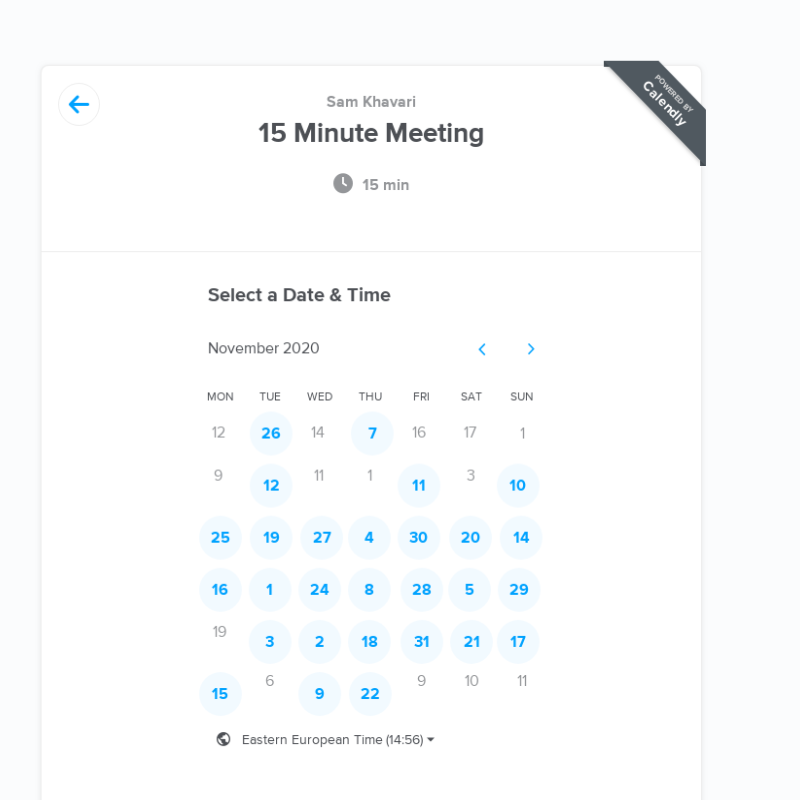 POWERED BY
Calendly
Sam Khavari
15 Minute Meeting
15 min
Select a Date & Time
November 2020
MON TUE WED THU FRI SAT SUN
12 26 14 7 16 17 1
9 12 11 1 11 3 10
25 19 27 4 30 20 14
16 1 24 8 28 5 29
19 3 2 18 31 21 17
15 6 9 22 9 10 11
Eastern European Time (14:56)